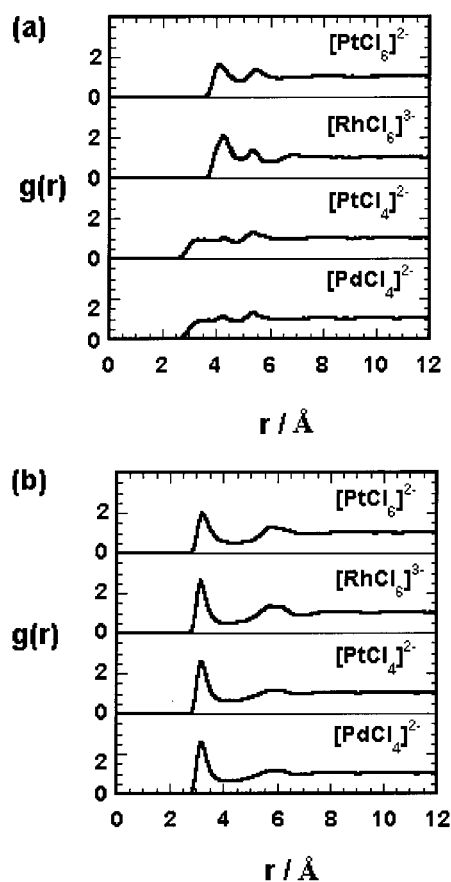 (a)
[PtCl6]2-
2
0
[RhCl6]3-
2
0
g(r)
[PtCl4]2-
2
0
[PdCl4]2-
2
0
0 2 4 6 8 10 12
r / Å
(b)
[PtCl6]2-
2
0
[RhCl6]3-
2
0
g(r)
[PtCl4]2-
2
0
[PdCl4]2-
2
0
0 2 4 6 8 10 12
r / Å